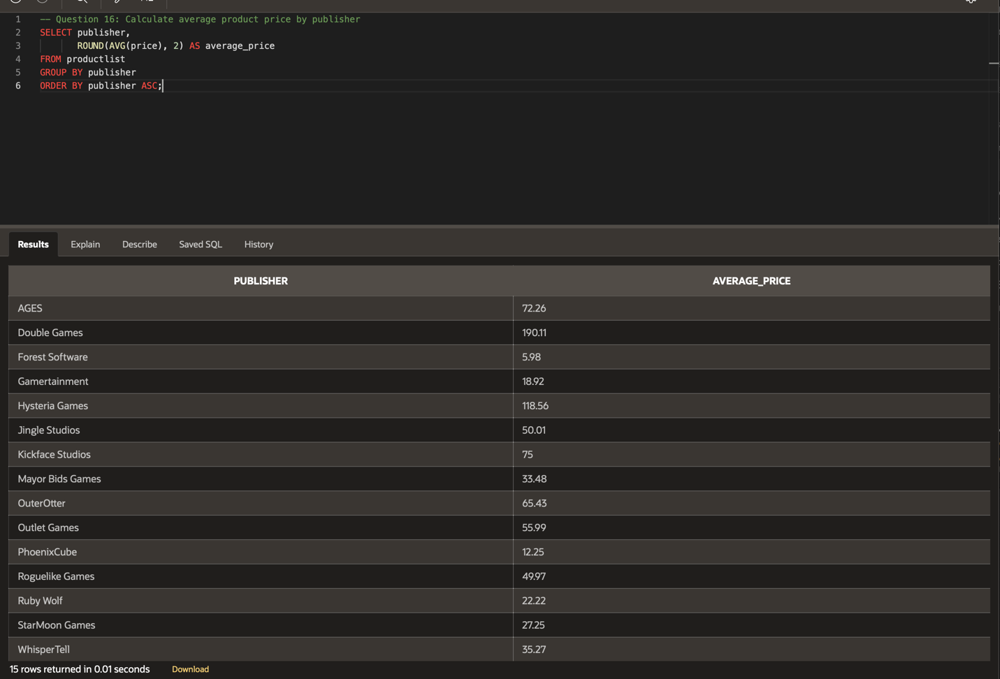 1 -- Question 16: Calculate average product price by publisher
2 SELECT publisher,
3 ROUND(AVG(price), 2) AS average_price
4 FROM productlist
5 GROUP BY publisher
6 ORDER BY publisher ASC;
Results Explain Describe Saved SQL History
PUBLISHER AVERAGE_PRICE
AGES 72.26
Double Games 190.11
Forest Software 5.98
Gamertainment 18.92
Hysteria Games 118.56
Jingle Studios 50.01
Kickface Studios 75
Mayor Bids Games 33.48
OuterOtter 65.43
Outlet Games 55.99
PhoenixCube 12.25
Roguelike Games 49.97
Ruby Wolf 22.22
StarMoon Games 27.25
WhisperTell 35.27
15 rows returned in 0.01 seconds Download